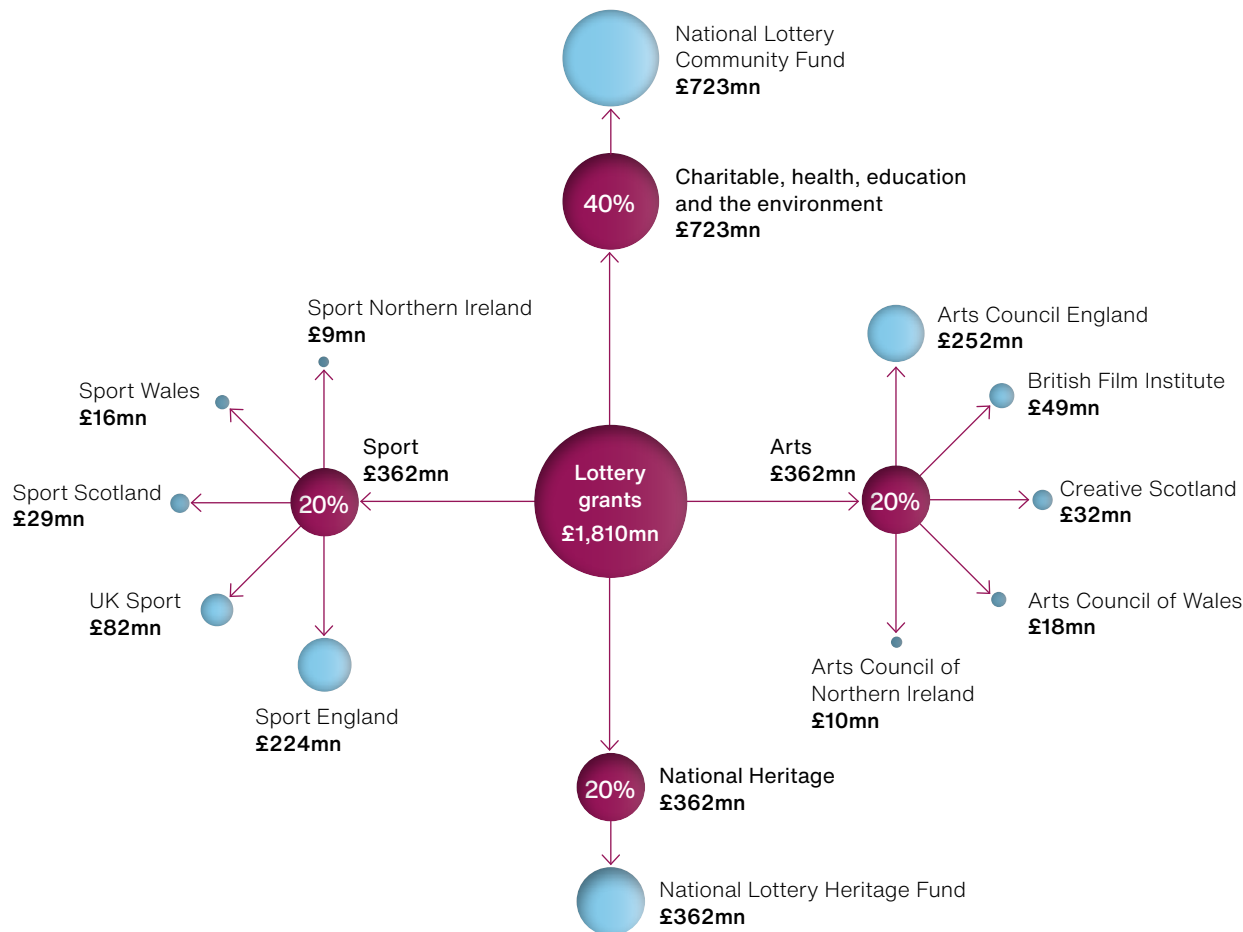 National Lottery
Community Fund
£723mn
40%
Charitable, health, education
and the environment
£723mn
Sport Northern Ireland
£9mn
Sport Wales
£16mn
Sport Scotland
£29mn
UK Sport
£82mn
Sport England
£224mn
Sport
£362mn
20%
Lottery
grants
£1,810mn
Arts
£362mn
20%
Arts Council England
£252mn
British Film Institute
£49mn
Creative Scotland
£32mn
Arts Council of Wales
£18mn
Arts Council of
Northern Ireland
£10mn
20%
National Heritage
£362mn
National Lottery Heritage Fund
£362mn